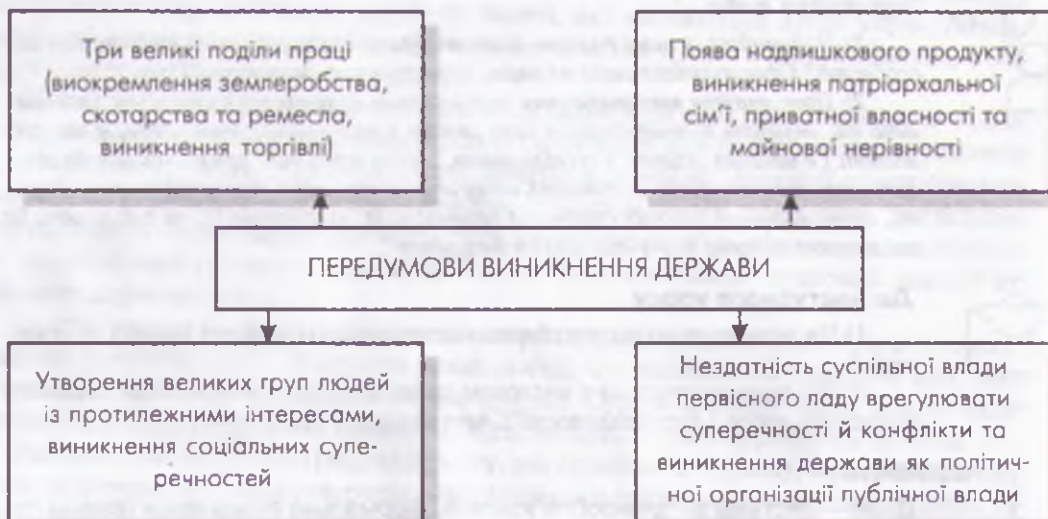 Три великі поділи праці
(виокремлення землеробства,
скотарства та ремесла,
виникнення торгівлі)
Поява надлишкового продукту,
виникнення патріархальної
сім’ї, приватної власності та
майнової нерівності
ПЕРЕДУМОВИ ВИНИКНЕННЯ ДЕРЖАВИ
Утворення великих груп людей
із протилежними інтересами,
виникнення соціальних супе-
речностей
Нездатність суспільної влади
первісного ладу врегулювати
суперечності й конфлікти та
виникнення держави як політич-
ної організації публічної влади